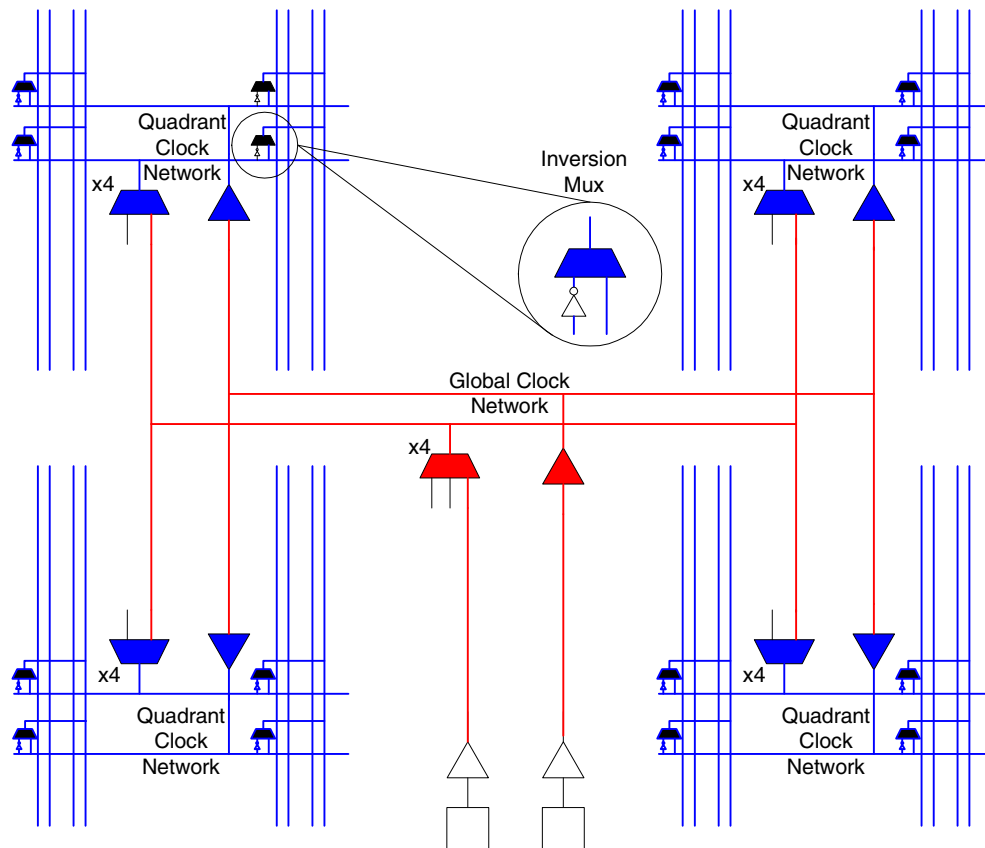 Quadrant
Clock
Network
x4
Inversion
Mux
Quadrant
Clock
Network
x4
Global Clock
Network
x4
x4
Quadrant
Clock
Network
x4
Quadrant
Clock
Network